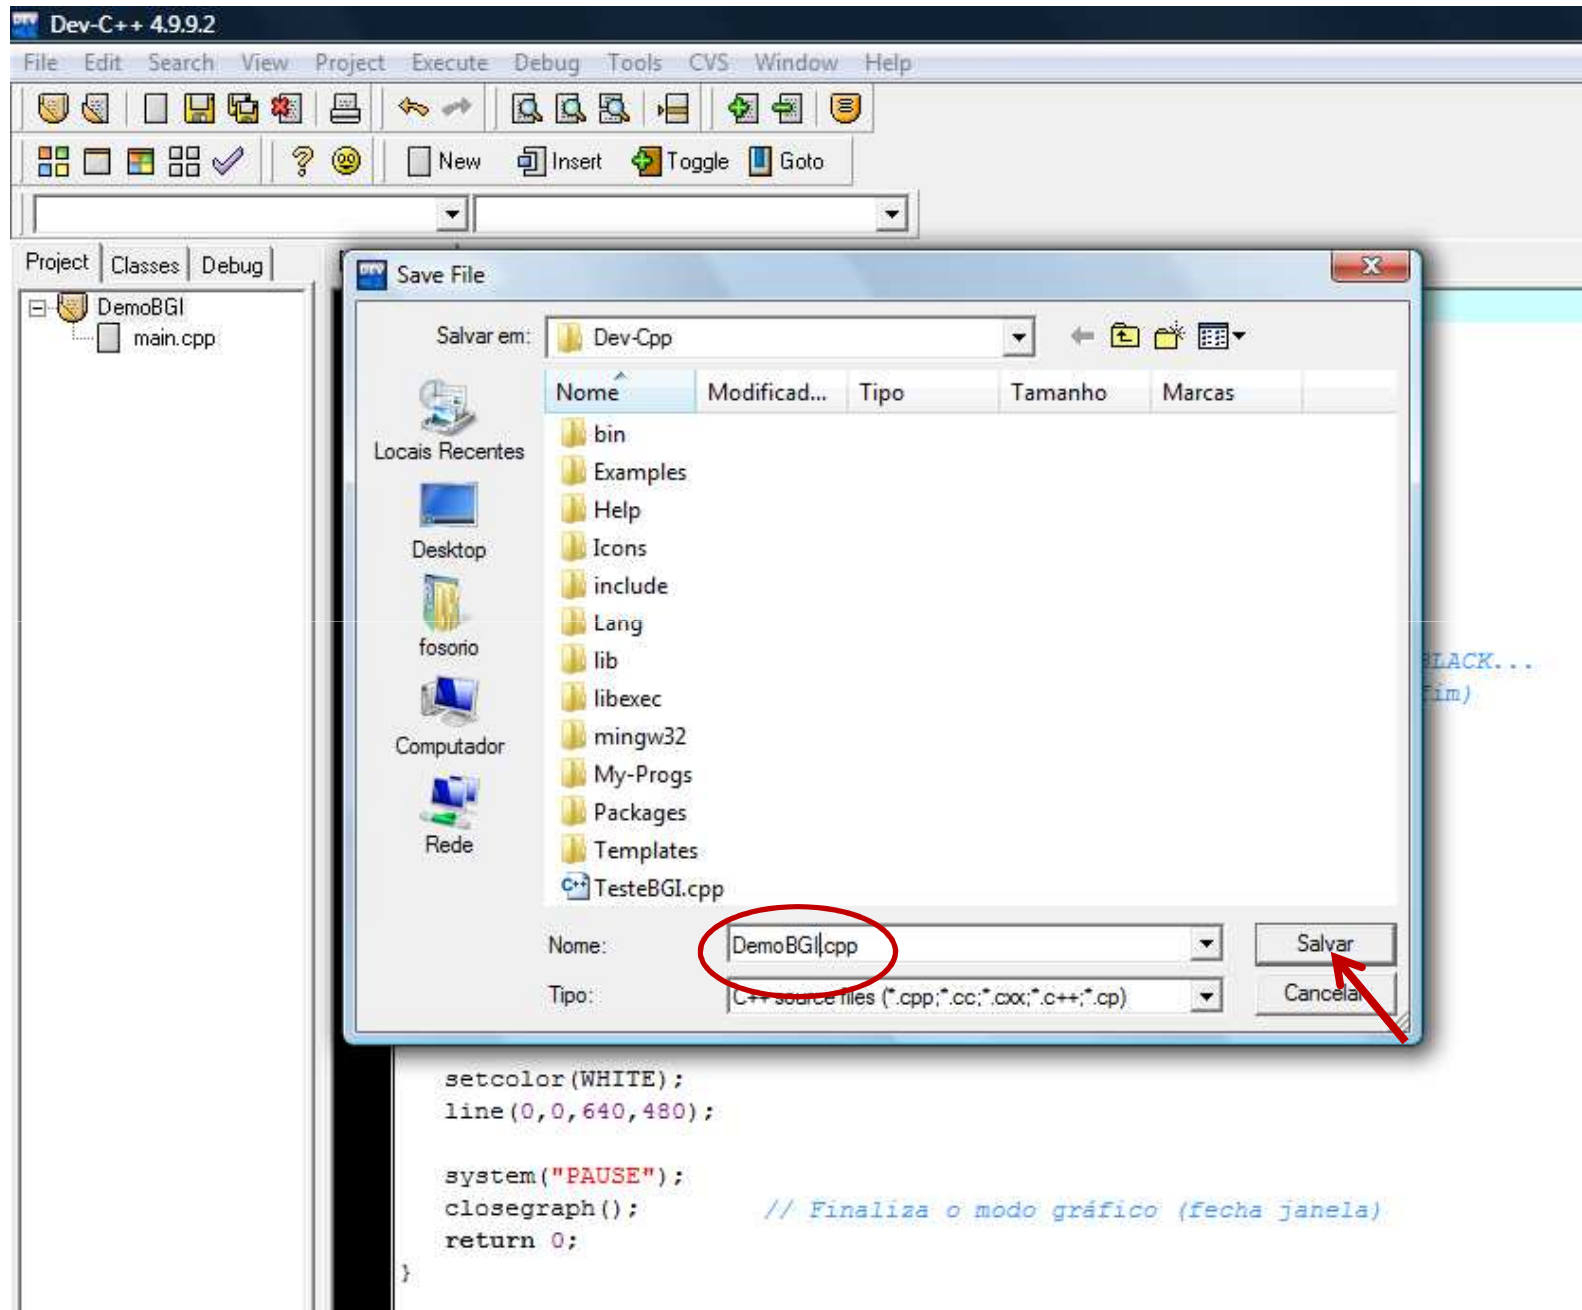 Dev-C++ 4.9.9.2
File Edit Search View Project Execute Debug Tools CVS Window Help
New Insert Toggle Goto
Project Classes Debug
DemoBGI
main.cpp
Save File
Salvar em: Dev-Cpp
Nome Modificad... Tipo Tamanho Marcas
Locais Recentes
Desktop
fosorio
Computador
Rede
bin
Examples
Help
Icons
include
Lang
lib
libexec
mingw32
My-Progs
Packages
Templates
TesteBGI.cpp
Nome: DemoBGI.cpp Salvar
Tipo: C++ source files (*.cpp;*.cc;*.cxx;*.c++;*.cp) Cancelar
BLACK...
fim)
setcolor(WHITE);
line(0,0,640,480);
system("PAUSE");
closegraph(); // Finaliza o modo gráfico (fecha janela)
return 0;
}